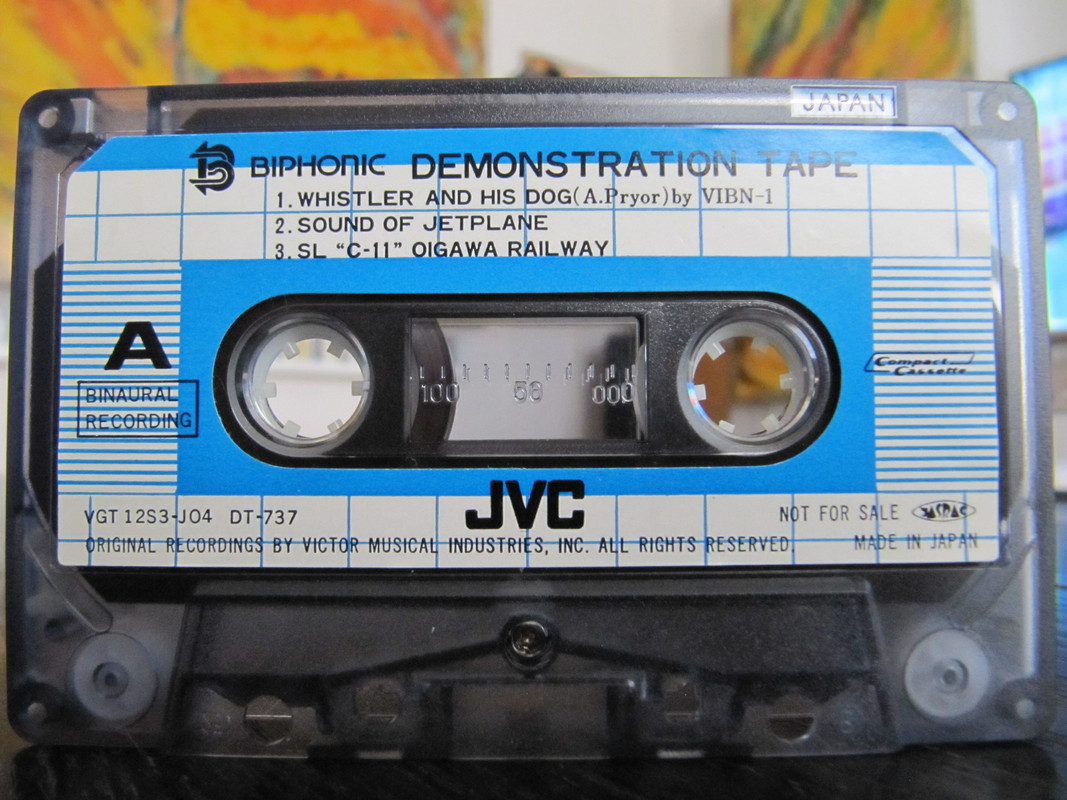 JAPAN
BIPHONIC DEMONSTRATION TAPE
1. WHISTLER AND HIS DOG(A.Pryor)by VIBN-1
2. SOUND OF JETPLANE
3. SL “C-11” OIGAWA RAILWAY
A
BINAURAL
RECORDING
100 50 000
Compact
Cassette
JVC
VGT 12S3-JO4 DT-737
NOT FOR SALE JASRAC
ORIGINAL RECORDINGS BY VICTOR MUSICAL INDUSTRIES, INC. ALL RIGHTS RESERVED.
MADE IN JAPAN